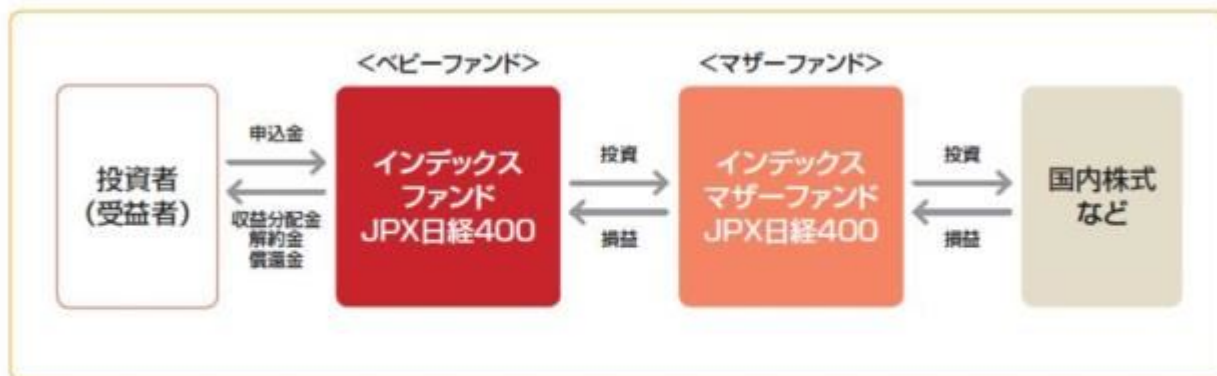 <ベビーファンド>
<マザーファンド>
投資者
(受益者)
申込金
収益分配金
解約金
償還金
インデックス
ファンド
JPX日経400
投資
損益
インデックス
マザーファンド
JPX日経400
投資
損益
国内株式
など